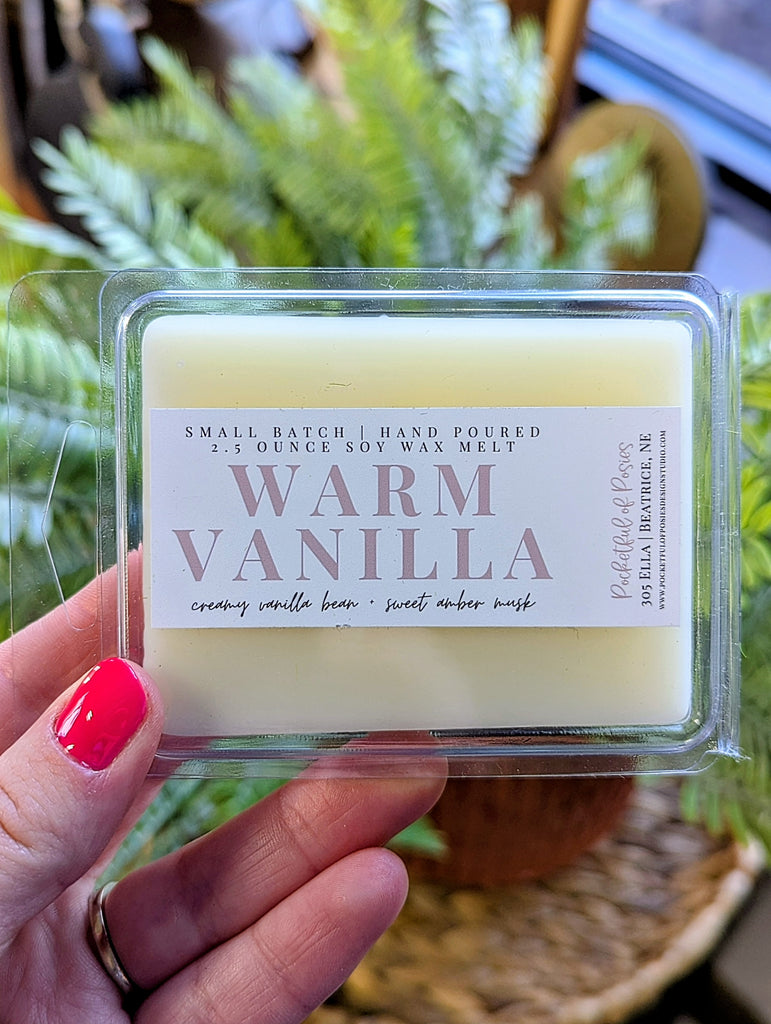 SMALL BATCH | HAND POURED
2.5 OUNCE SOY WAX MELT
WARM
VANILLA
creamy vanilla bean · sweet amber musk
Pocketful of Posies
305 ELLA | BEATRICE, NE
WWW.POCKETFULOFPOSIESDESIGNSTUDIO.COM